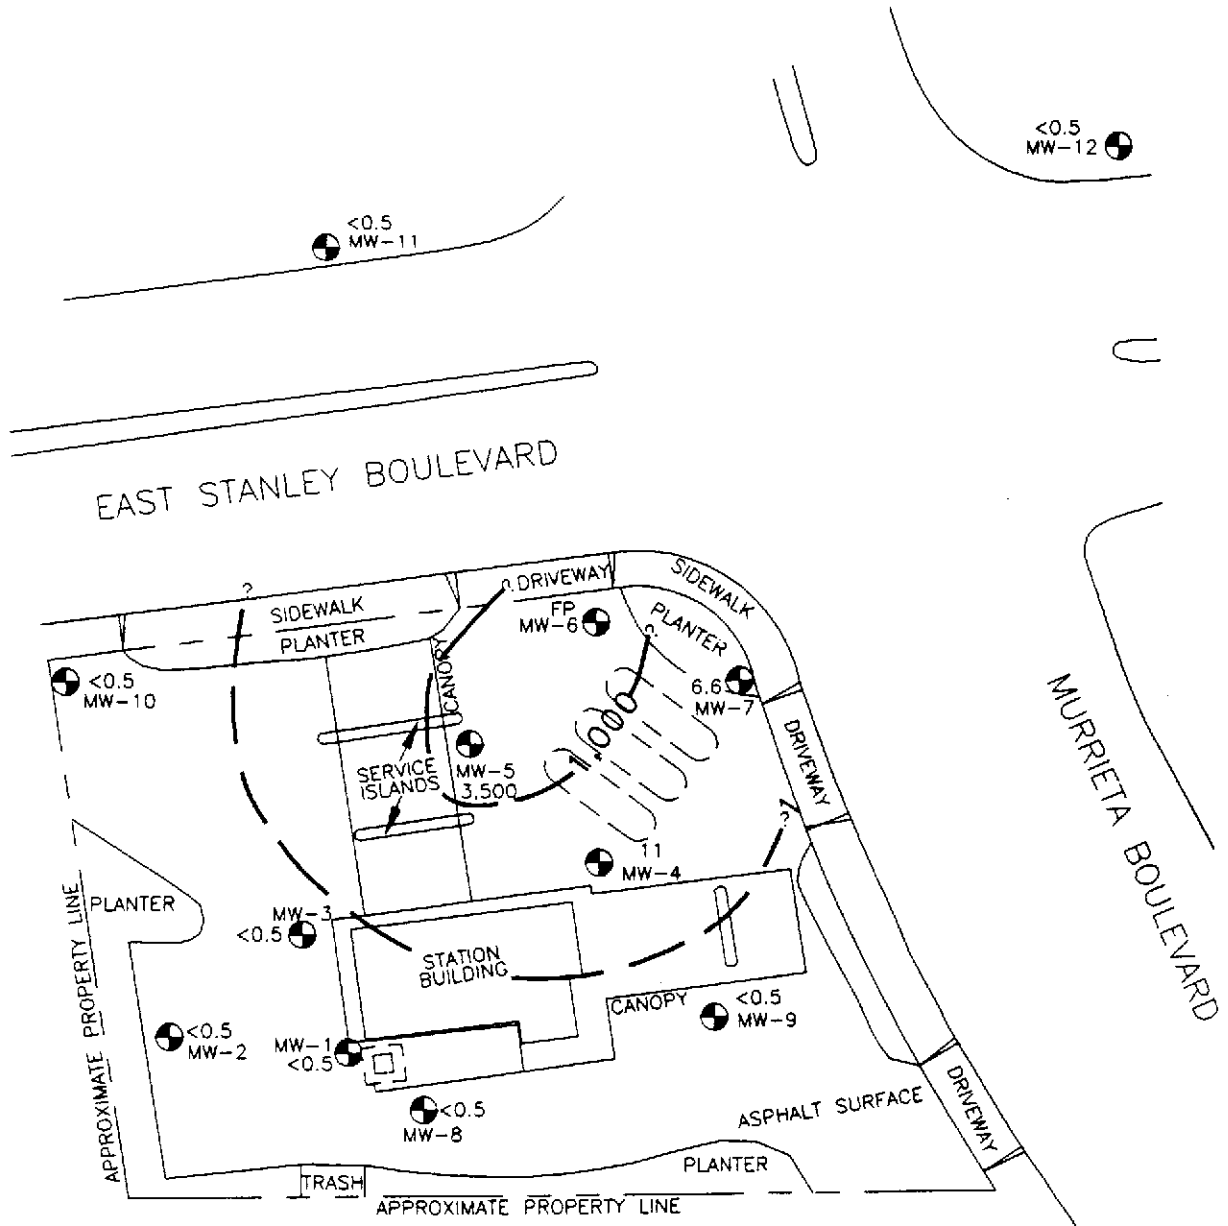 <0.5
MW-12
<0.5
MW-11
EAST STANLEY BOULEVARD
?
SIDEWALK
PLANTER
?
DRIVEWAY
SIDEWALK
FP
MW-6
PLANTER
?
CANOPY
<0.5
MW-10
6.6
MW-7
DRIVEWAY
MURRIETA BOULEVARD
1,000
MW-5
3,500
SERVICE
ISLANDS
1
?
11
MW-4
PLANTER
MW-3
<0.5
STATION
BUILDING
CANOPY
<0.5
MW-9
<0.5
MW-2
MW-1
<0.5
<0.5
MW-8
ASPHALT SURFACE
DRIVEWAY
APPROXIMATE PROPERTY LINE
PLANTER
TRASH
APPROXIMATE PROPERTY LINE